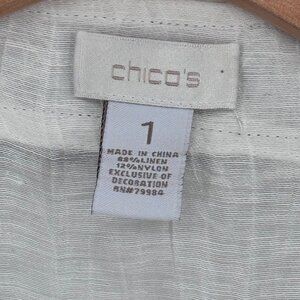 chico's
1
MADE IN CHINA
88%LINEN
12%NYLON
EXCLUSIVE OF
DECORATION
RN#79984